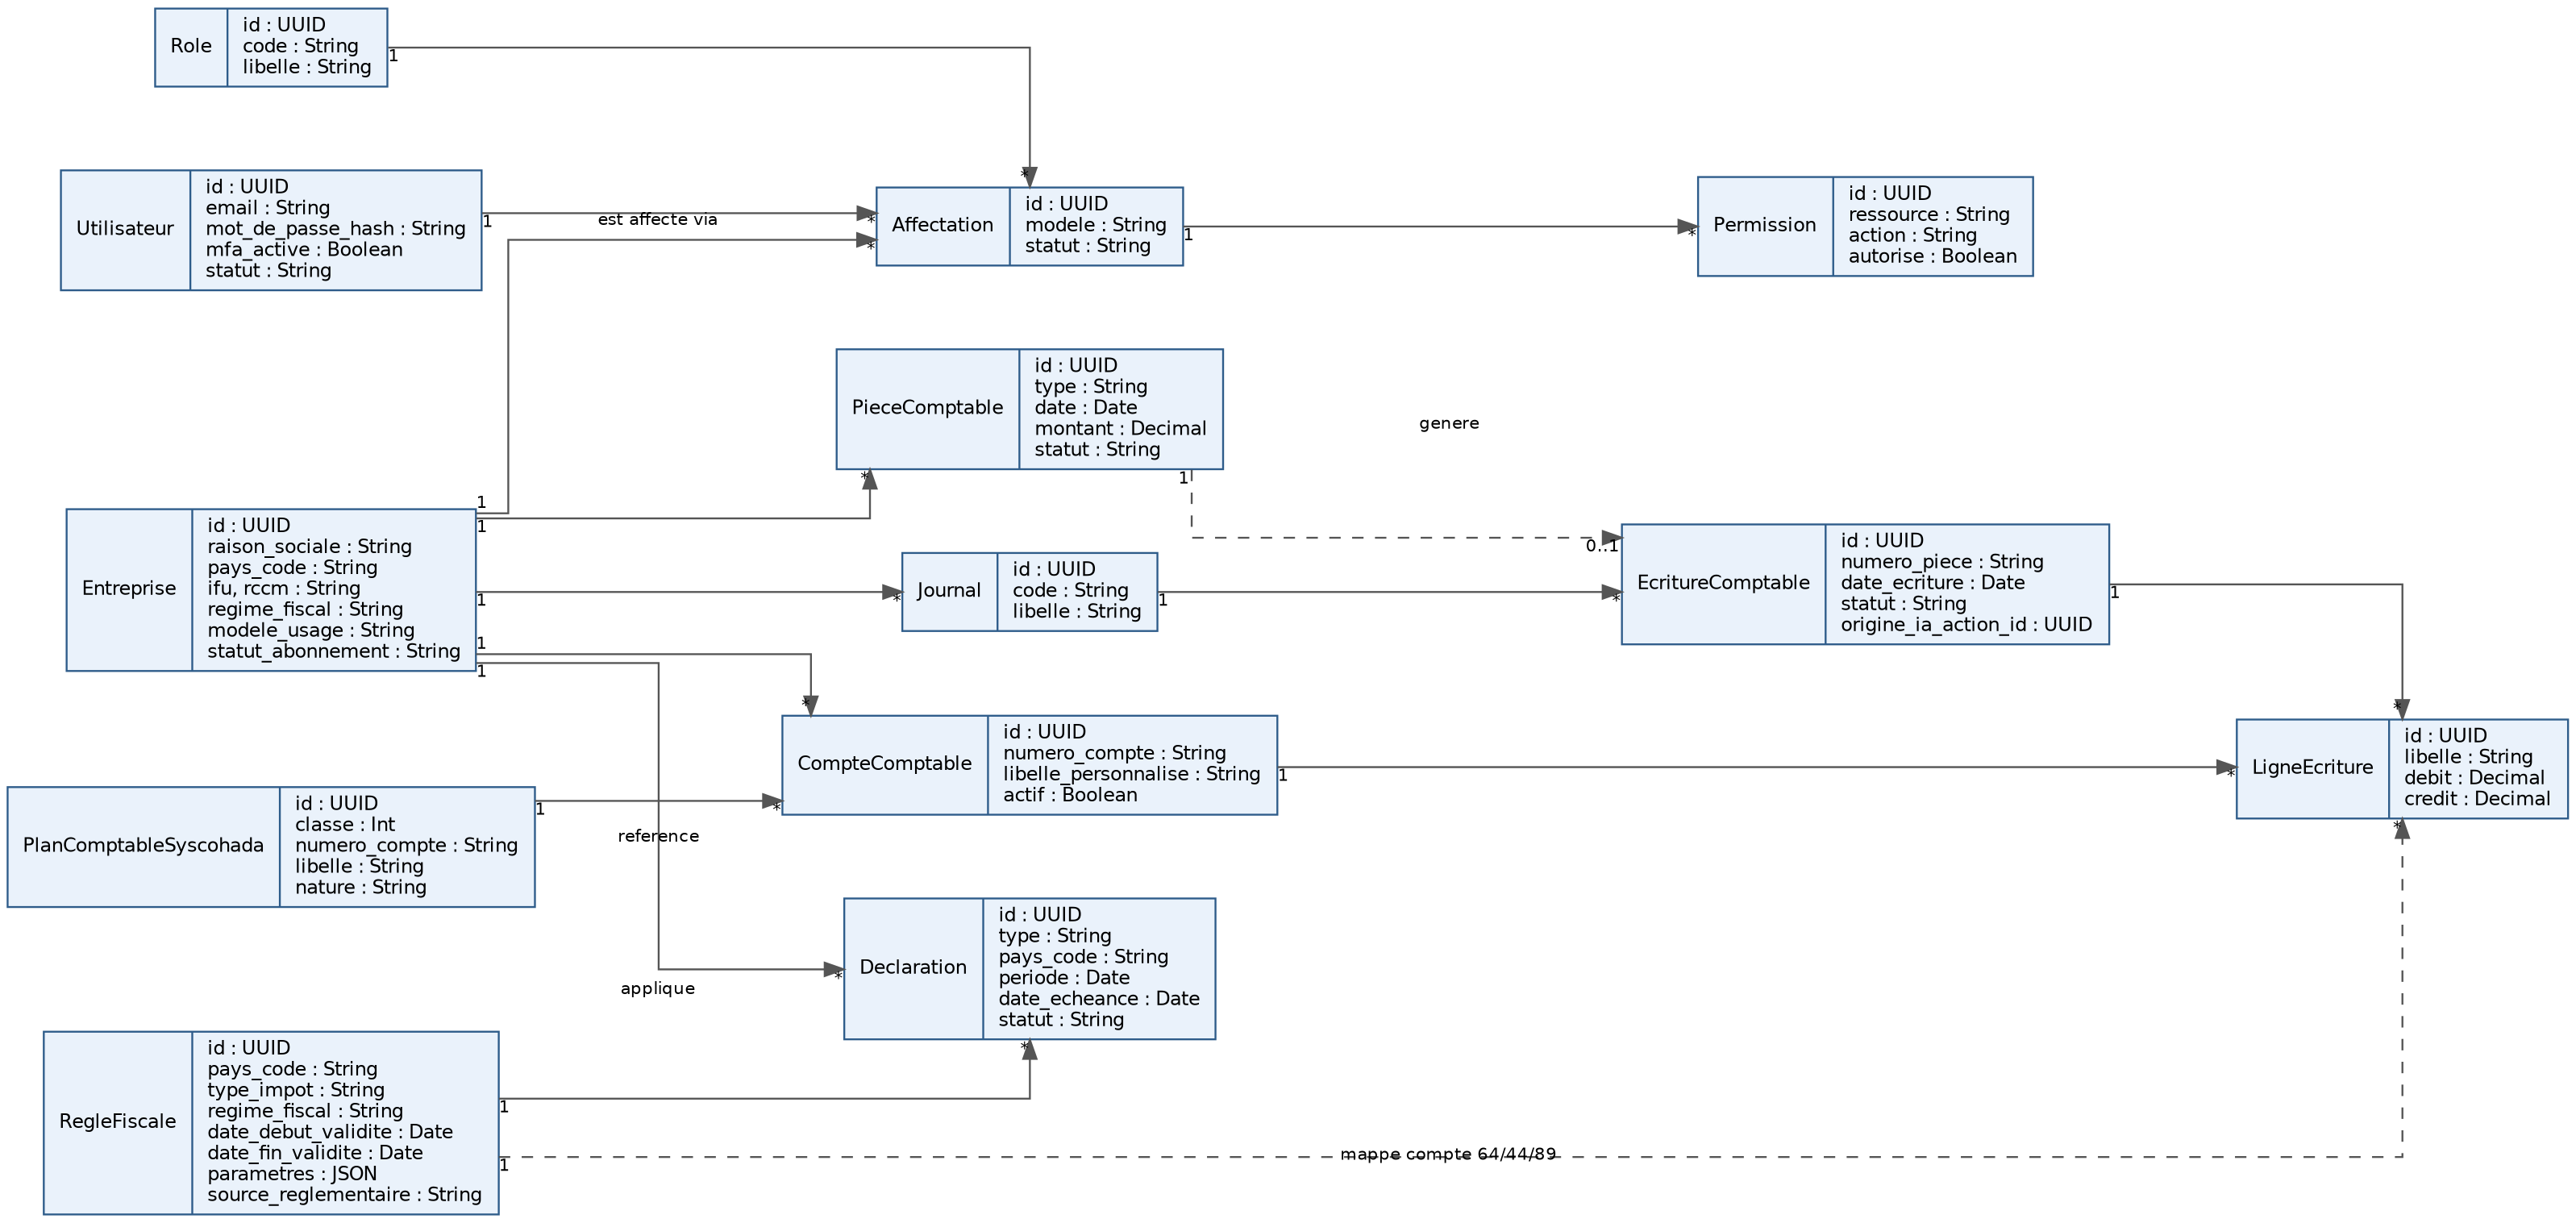 Role
id : UUID
code : String
libelle : String
1
*
Utilisateur
id : UUID
email : String
mot_de_passe_hash : String
mfa_active : Boolean
statut : String
1
est affecte via
*
*
Affectation
id : UUID
modele : String
statut : String
1
*
Permission
id : UUID
ressource : String
action : String
autorise : Boolean
PieceComptable
id : UUID
type : String
date : Date
montant : Decimal
statut : String
*
1
genere
0..1
Entreprise
id : UUID
raison_sociale : String
pays_code : String
ifu, rccm : String
regime_fiscal : String
modele_usage : String
statut_abonnement : String
1
1
1
1
1
*
Journal
id : UUID
code : String
libelle : String
1
*
EcritureComptable
id : UUID
numero_piece : String
date_ecriture : Date
statut : String
origine_ia_action_id : UUID
1
*
*
CompteComptable
id : UUID
numero_compte : String
libelle_personnalise : String
actif : Boolean
1
*
LigneEcriture
id : UUID
libelle : String
debit : Decimal
credit : Decimal
*
PlanComptableSyscohada
id : UUID
classe : Int
numero_compte : String
libelle : String
nature : String
1
*
reference
Declaration
id : UUID
type : String
pays_code : String
periode : Date
date_echeance : Date
statut : String
*
*
applique
RegleFiscale
id : UUID
pays_code : String
type_impot : String
regime_fiscal : String
date_debut_validite : Date
date_fin_validite : Date
parametres : JSON
source_reglementaire : String
1
1
mappe compte 64/44/89